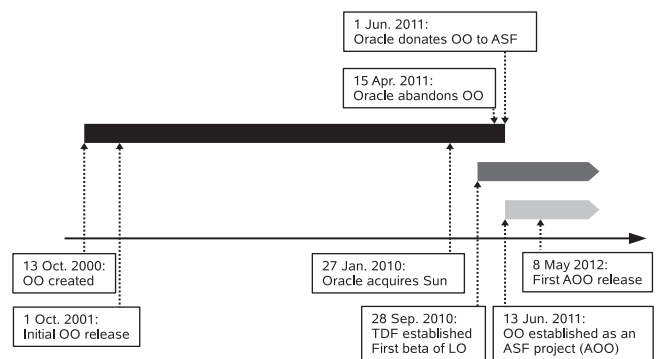 1 Jun. 2011:
Oracle donates OO to ASF
15 Apr. 2011:
Oracle abandons OO
13 Oct. 2000:
OO created
27 Jan. 2010:
Oracle acquires Sun
8 May 2012:
First AOO release
1 Oct. 2001:
Initial OO release
28 Sep. 2010:
TDF established
First beta of LO
13 Jun. 2011:
OO established as an
ASF project (AOO)